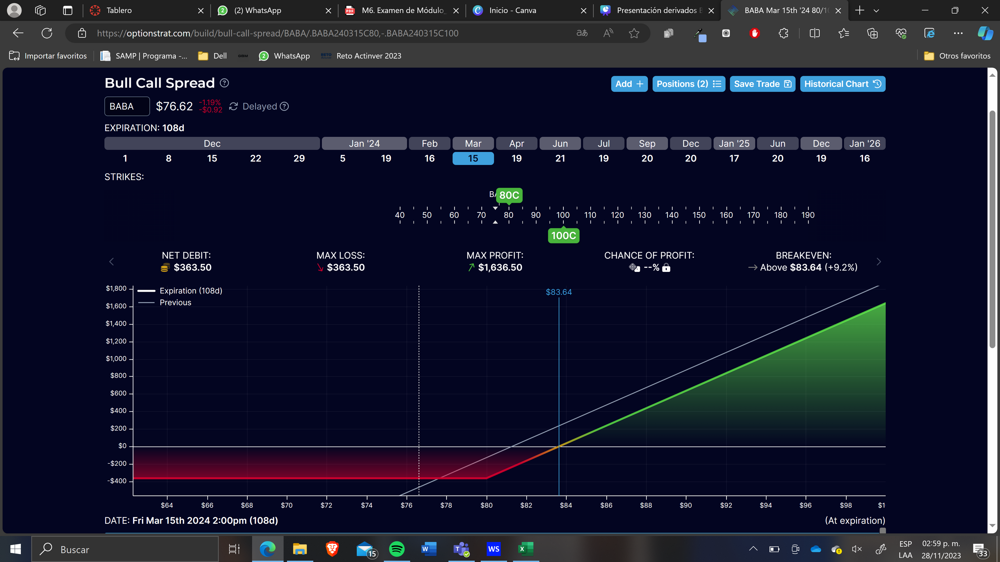 Tablero
(2) WhatsApp
M6. Examen de Módulo_
Inicio - Canva
Presentación derivados B
BABA Mar 15th '24 80/10
https://optionstrat.com/build/bull-call-spread/BABA/.BABA240315C80,-.BABA240315C100
Importar favoritos
SAMP | Programa -...
Dell
GBM
WhatsApp
RETO Actinver
Reto Actinver 2023
Otros favoritos
Bull Call Spread
Add +
Positions (2)
Save Trade
Historical Chart
BABA
$76.62
-1.19%
-$0.92
Delayed
EXPIRATION: 108d
Dec Jan '24 Feb Mar Apr Jun Jul Sep Dec Jan '25 Jun Dec Jan '26
1 8 15 22 29 5 19 16 15 19 21 19 20 20 17 20 19 16
STRIKES:
80C
40 50 60 70 80 90 100 110 120 130 140 150 160 170 180 190
100C
NET DEBIT:
$363.50
MAX LOSS:
$363.50
MAX PROFIT:
$1,636.50
CHANCE OF PROFIT:
--%
BREAKEVEN:
Above $83.64 (+9.2%)
Expiration (108d)
Previous
$83.64
$1,800
$1,600
$1,400
$1,200
$1,000
$800
$600
$400
$200
$0
-$200
-$400
$64 $66 $68 $70 $72 $74 $76 $78 $80 $82 $84 $86 $88 $90 $92 $94 $96 $98 $1
DATE: Fri Mar 15th 2024 2:00pm (108d)
(At expiration)
Buscar
15
WS
ESP
LAA
02:59 p. m.
28/11/2023
33